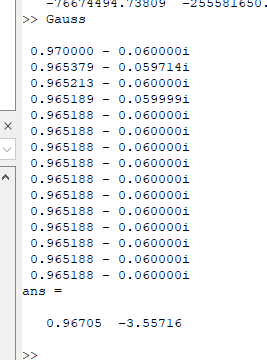 -76674494.73809  -255581650.
>> Gauss
0.970000 - 0.060000i
0.965379 - 0.059714i
0.965213 - 0.060000i
0.965189 - 0.059999i
0.965188 - 0.060000i
0.965188 - 0.060000i
0.965188 - 0.060000i
0.965188 - 0.060000i
0.965188 - 0.060000i
0.965188 - 0.060000i
0.965188 - 0.060000i
0.965188 - 0.060000i
0.965188 - 0.060000i
0.965188 - 0.060000i
0.965188 - 0.060000i
ans =
0.96705  -3.55716
>>